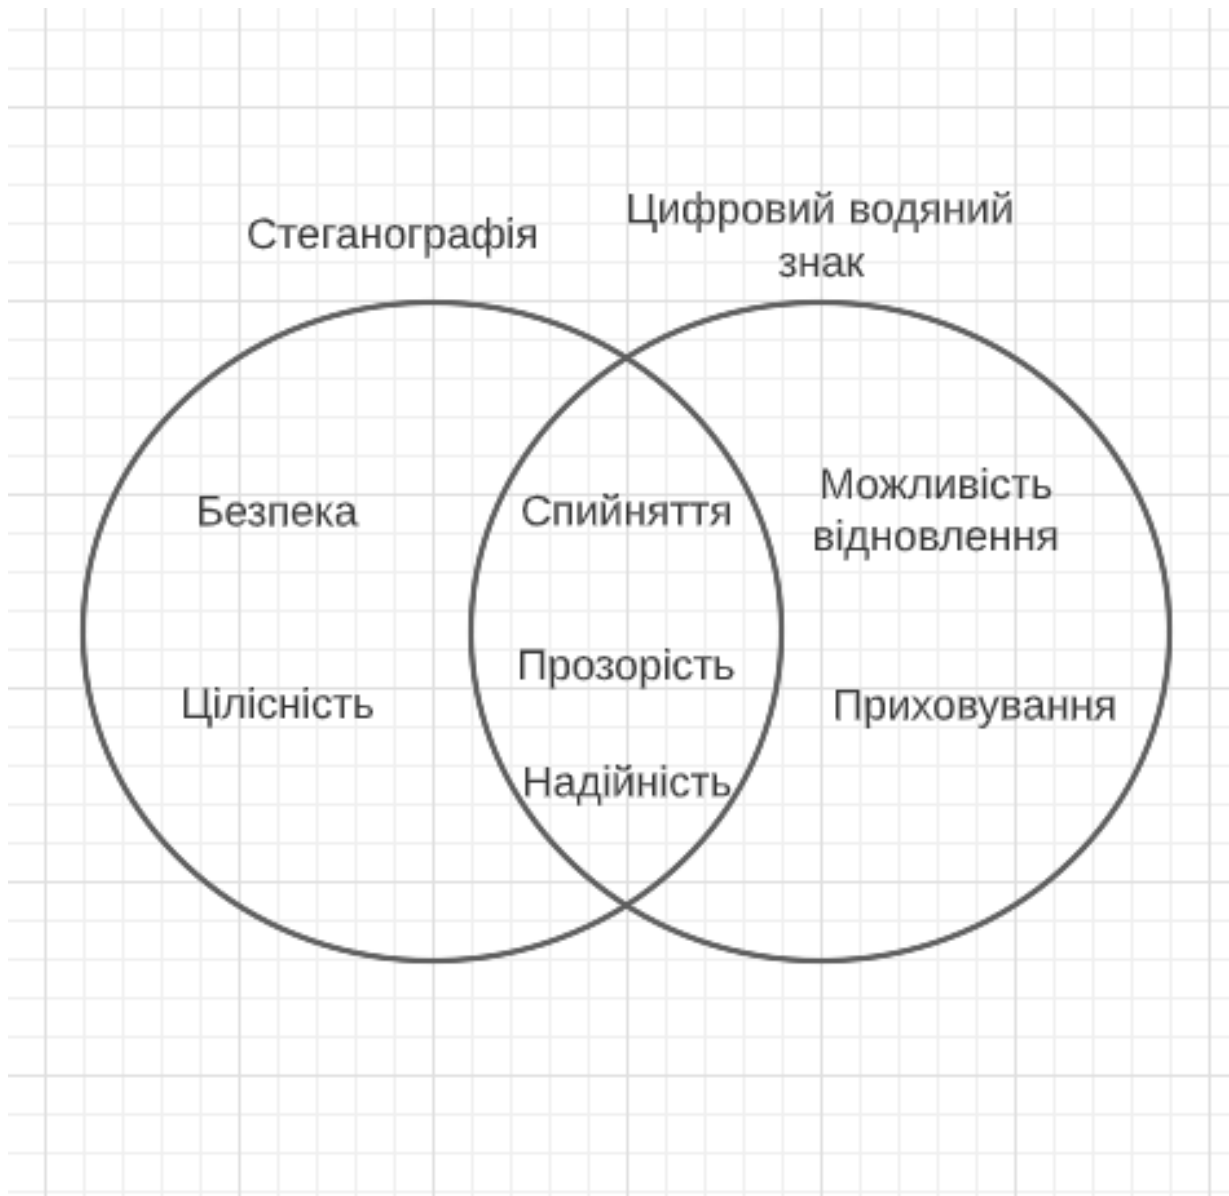 Стеганографія
Цифровий водяний
знак
Безпека
Спийняття
Можливість
відновлення
Прозорість
Цілісність
Приховування
Надійність